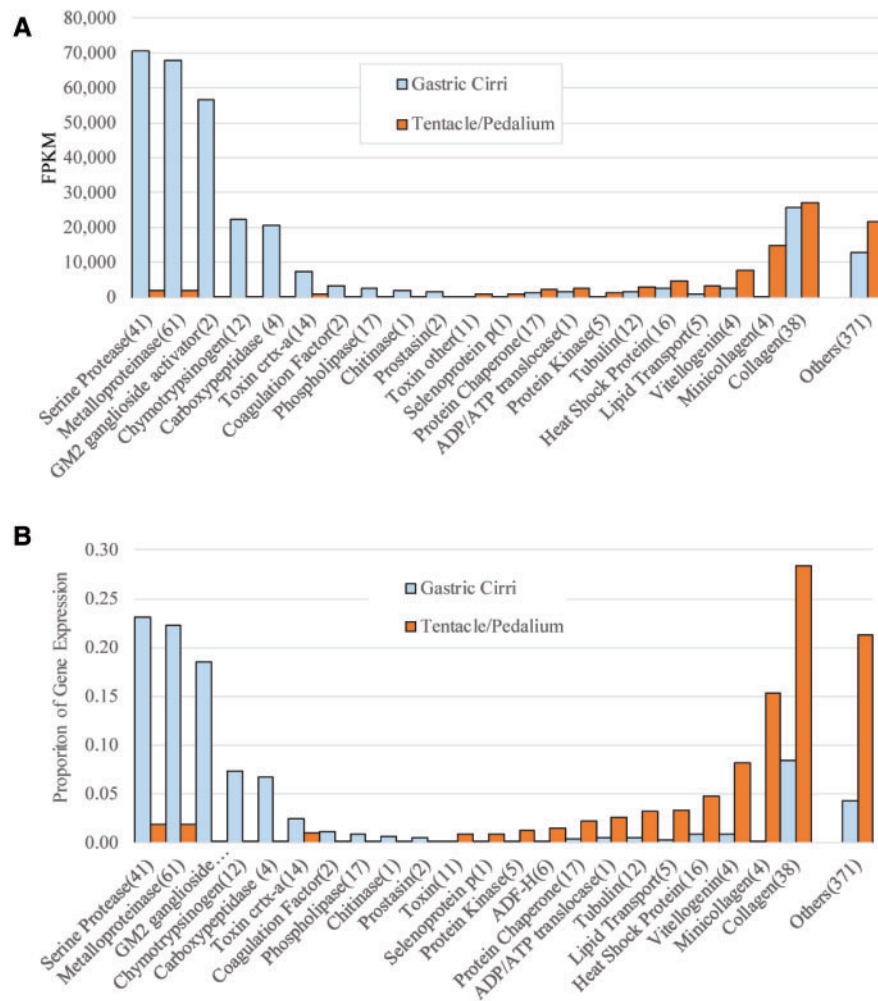 A
80,000
70,000
60,000
50,000
40,000
30,000
20,000
10,000
0
FPKM
Gastric Cirri
Tentacle/Pedalium
Serine Protease(41)
Metalloproteinase(61)
GM2 ganglioside activator(2)
Chymotrypsinogen(12)
Carboxypeptidase (4)
Toxin crtx-a(14)
Coagulation Factor(2)
Phospholipase(17)
Chitinase(1)
Prostasin(2)
Toxin other(11)
Selenoprotein p(1)
Protein Chaperone(17)
ADP/ATP translocase(1)
Protein Kinase(5)
Tubulin(12)
Heat Shock Protein(16)
Lipid Transport(5)
Vitellogenin(4)
Minicollagen(4)
Collagen(38)
Others(371)
B
0.30
0.25
0.20
0.15
0.10
0.05
0.00
Proportion of Gene Expression
Gastric Cirri
Tentacle/Pedalium
Serine Protease(41)
Metalloproteinase(61)
GM2 ganglioside…
Chymotrypsinogen(12)
Carboxypeptidase (4)
Toxin crtx-a(14)
Coagulation Factor(2)
Phospholipase(17)
Chitinase(1)
Prostasin(2)
Toxin(11)
Selenoprotein p(1)
Protein Kinase(5)
ADF-H(6)
Protein Chaperone(17)
ADP/ATP translocase(1)
Tubulin(12)
Lipid Transport(5)
Heat Shock Protein(16)
Vitellogenin(4)
Minicollagen(4)
Collagen(38)
Others(371)